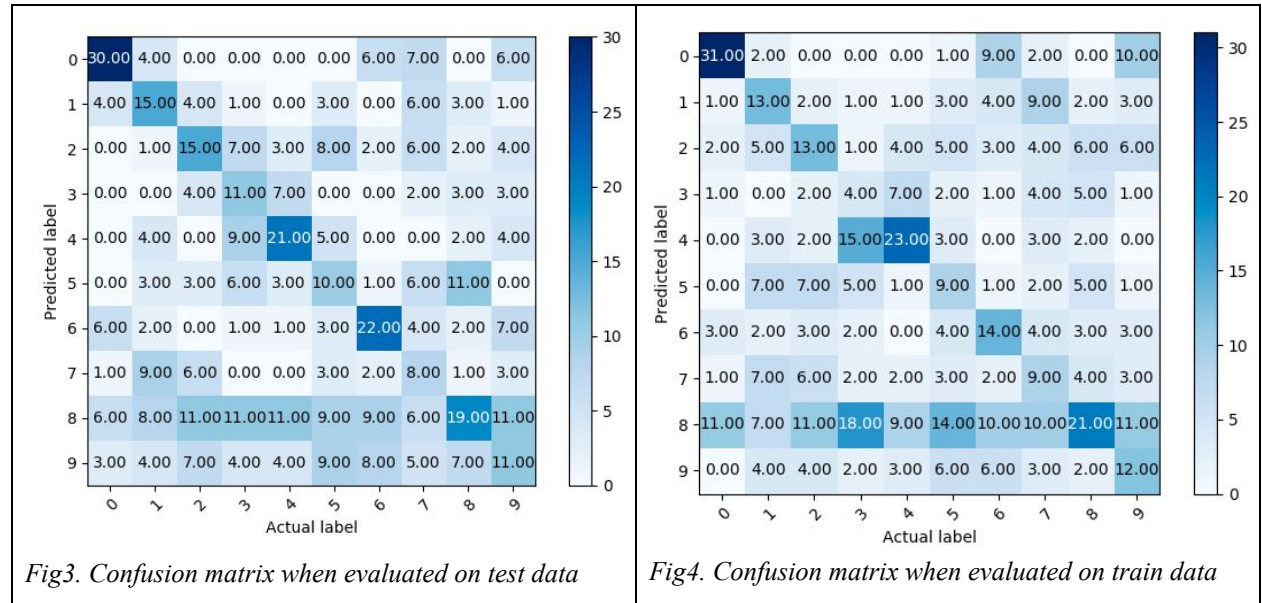 0 30.00 4.00 0.00 0.00 0.00 0.00 6.00 7.00 0.00 6.00
1 4.00 15.00 4.00 1.00 0.00 3.00 0.00 6.00 3.00 1.00
2 0.00 1.00 15.00 7.00 3.00 8.00 2.00 6.00 2.00 4.00
3 0.00 0.00 4.00 11.00 7.00 0.00 0.00 2.00 3.00 3.00
4 0.00 4.00 0.00 9.00 21.00 5.00 0.00 0.00 2.00 4.00
5 0.00 3.00 3.00 6.00 3.00 10.00 1.00 6.00 11.00 0.00
6 6.00 2.00 0.00 1.00 1.00 3.00 22.00 4.00 2.00 7.00
7 1.00 9.00 6.00 0.00 0.00 3.00 2.00 8.00 1.00 3.00
8 6.00 8.00 11.00 11.00 11.00 9.00 9.00 6.00 19.00 11.00
9 3.00 4.00 7.00 4.00 4.00 9.00 8.00 5.00 7.00 11.00
0 1 2 3 4 5 6 7 8 9
Predicted label
Actual label
30
25
20
15
10
5
0
Fig3. Confusion matrix when evaluated on test data
0 31.00 2.00 0.00 0.00 0.00 1.00 9.00 2.00 0.00 10.00
1 1.00 13.00 2.00 1.00 1.00 3.00 4.00 9.00 2.00 3.00
2 2.00 5.00 13.00 1.00 4.00 5.00 3.00 4.00 6.00 6.00
3 1.00 0.00 2.00 4.00 7.00 2.00 1.00 4.00 5.00 1.00
4 0.00 3.00 2.00 15.00 23.00 3.00 0.00 3.00 2.00 0.00
5 0.00 7.00 7.00 5.00 1.00 9.00 1.00 2.00 5.00 1.00
6 3.00 2.00 3.00 2.00 0.00 4.00 14.00 4.00 3.00 3.00
7 1.00 7.00 6.00 2.00 2.00 3.00 2.00 9.00 4.00 3.00
8 11.00 7.00 11.00 18.00 9.00 14.00 10.00 10.00 21.00 11.00
9 0.00 4.00 4.00 2.00 3.00 6.00 6.00 3.00 2.00 12.00
0 1 2 3 4 5 6 7 8 9
Predicted label
Actual label
30
25
20
15
10
5
0
Fig4. Confusion matrix when evaluated on train data